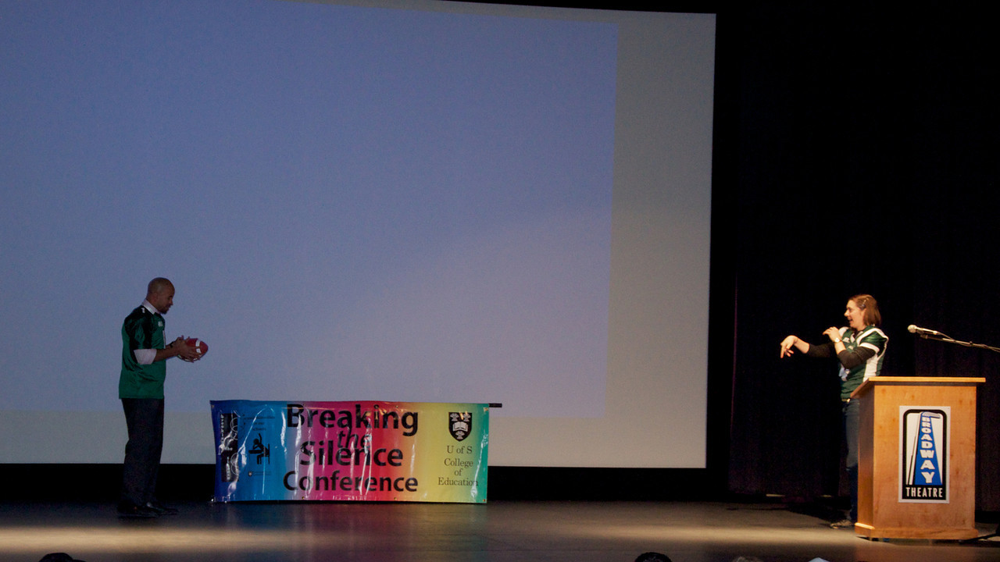 Breaking
the
Silence
Conference
U of S
College
of
Education
BROADWAY
THEATRE